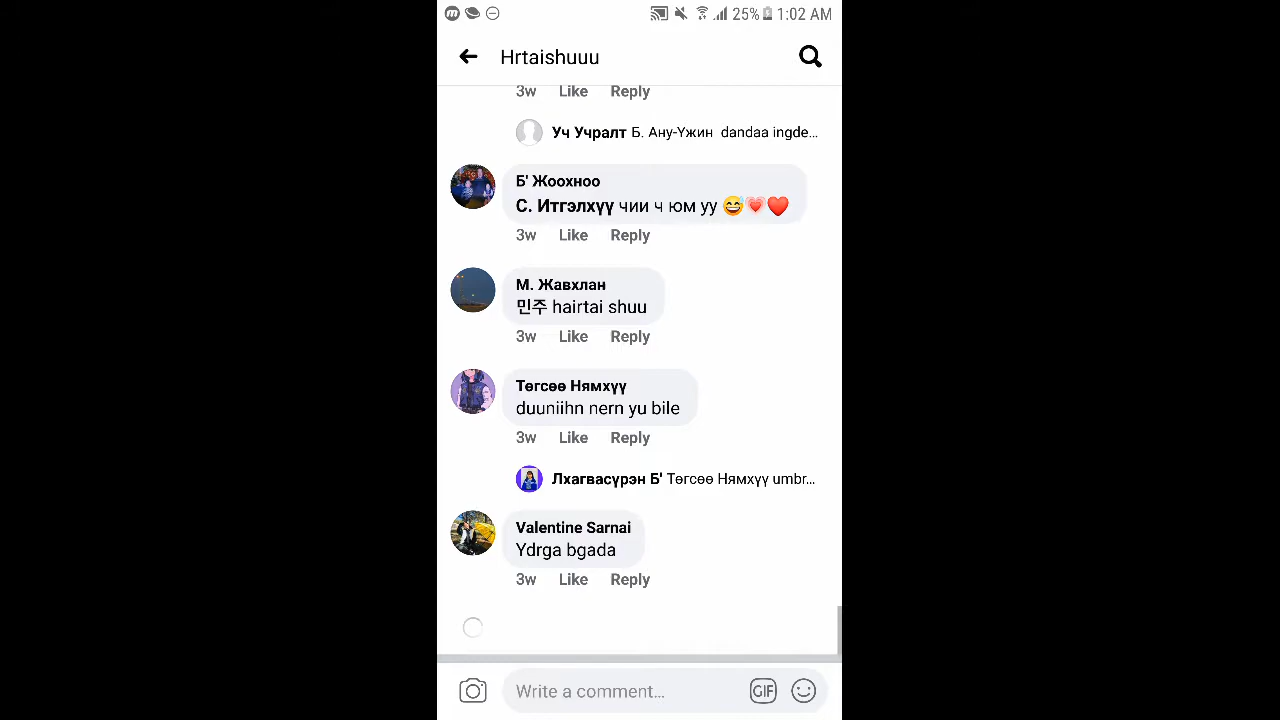 25% 1:02 AM
Hrtaishuuu
3w Like Reply
Уч Учралт Б. Ану-Үжин dandaa ingde...
Б' Жоохноо
С. Итгэлхүү чии ч юм уу 😅💗❤️
3w Like Reply
М. Жавхлан
민주 hairtai shuu
3w Like Reply
Төгсөө Нямхүү
duuniihn nern yu bile
3w Like Reply
Лхагвасүрэн Б' Төгсөө Нямхүү umbr...
Valentine Sarnai
Ydrga bgada
3w Like Reply
Write a comment...
GIF